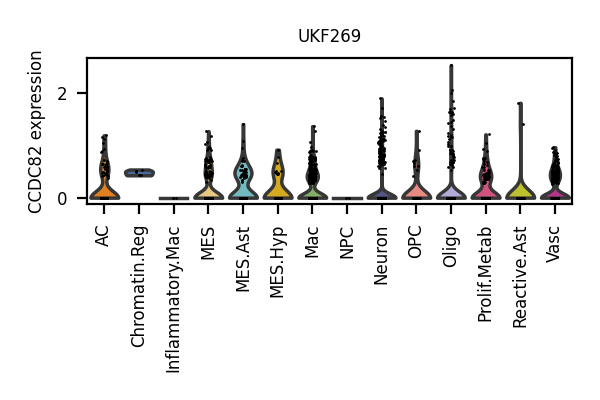 UKF269
CCDC82 expression
2
0
AC
Chromatin.Reg
Inflammatory.Mac
MES
MES.Ast
MES.Hyp
Mac
NPC
Neuron
OPC
Oligo
Prolif.Metab
Reactive.Ast
Vasc